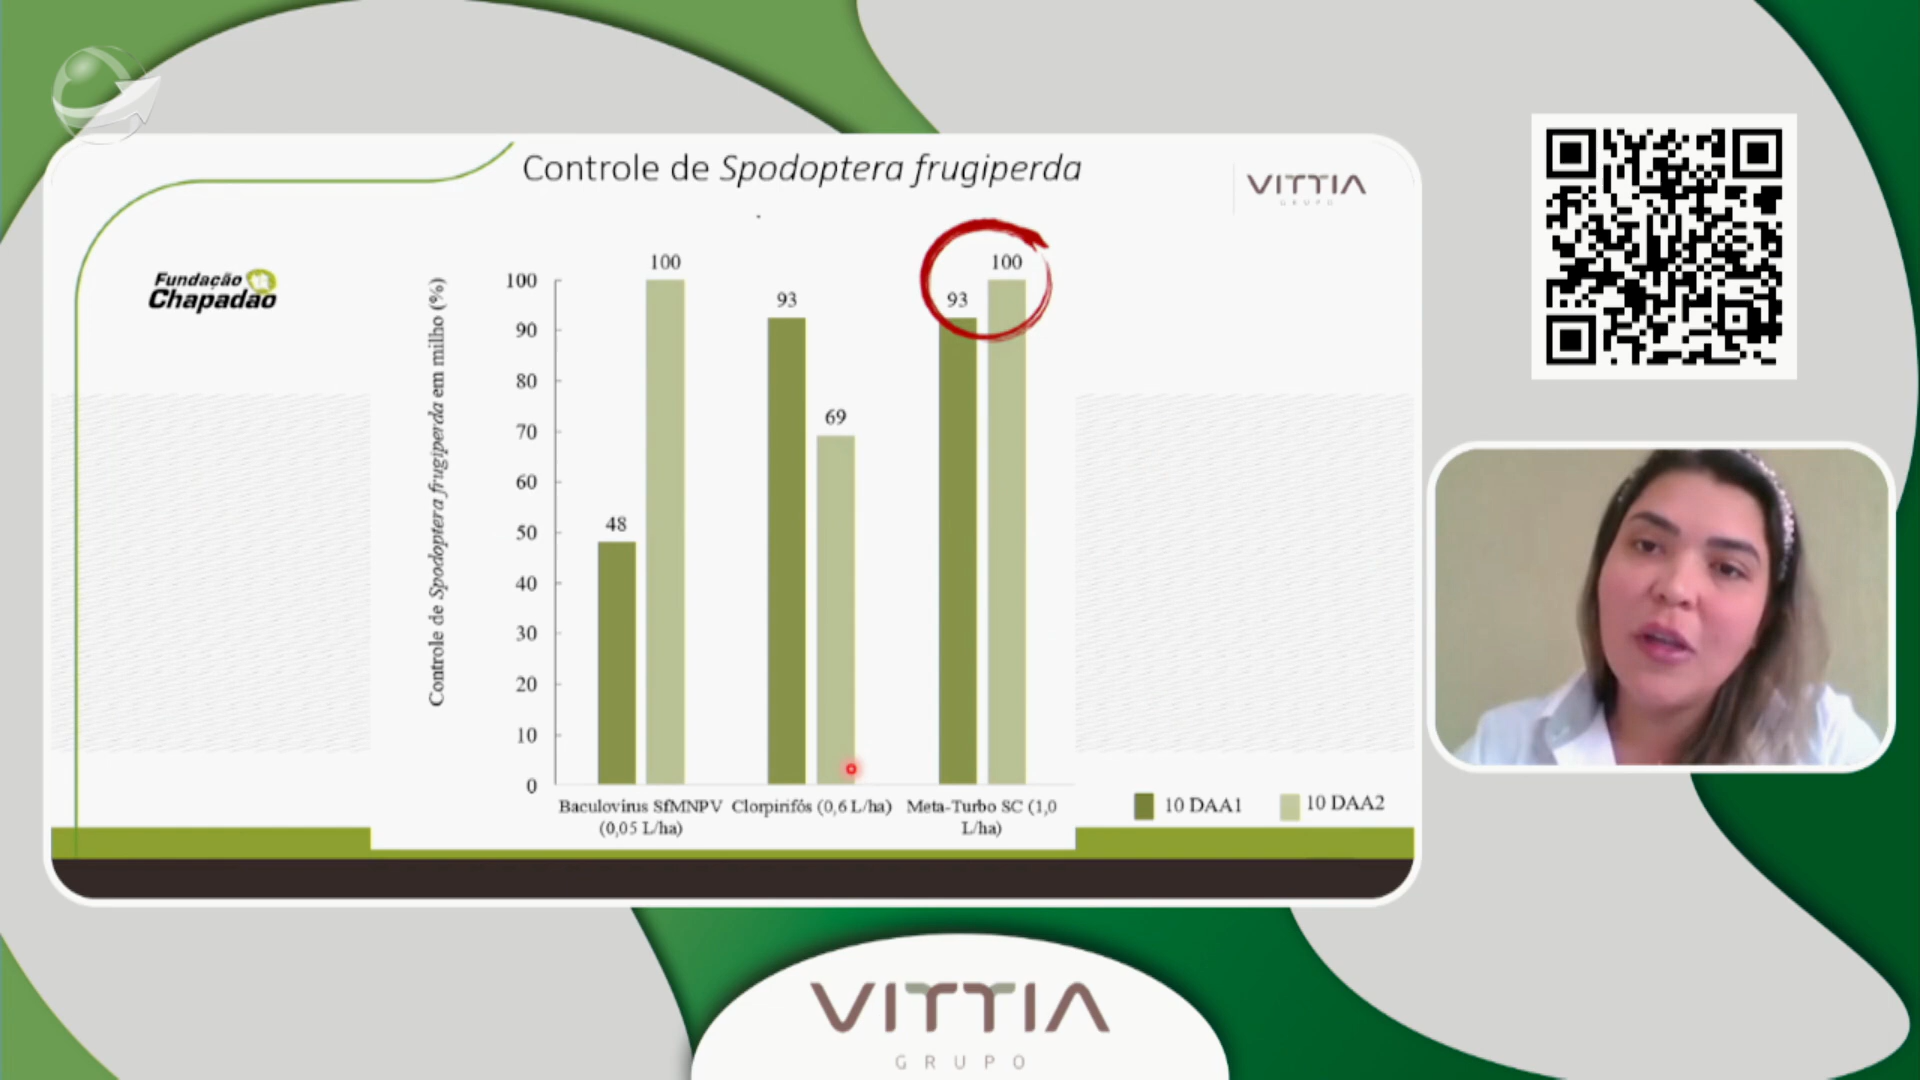 Controle de Spodoptera frugiperda
VITTIA
GRUPO
Fundação
Chapadão
Controle de Spodoptera frugiperda em milho (%)
100
90
80
70
60
50
40
30
20
10
0
48
100
93
69
93
100
Baculovírus SfMNPV
(0,05 L/ha)
Clorpirifós (0,6 L/ha)
Meta-Turbo SC (1,0
L/ha)
10 DAA1
10 DAA2
VITTIA
GRUPO